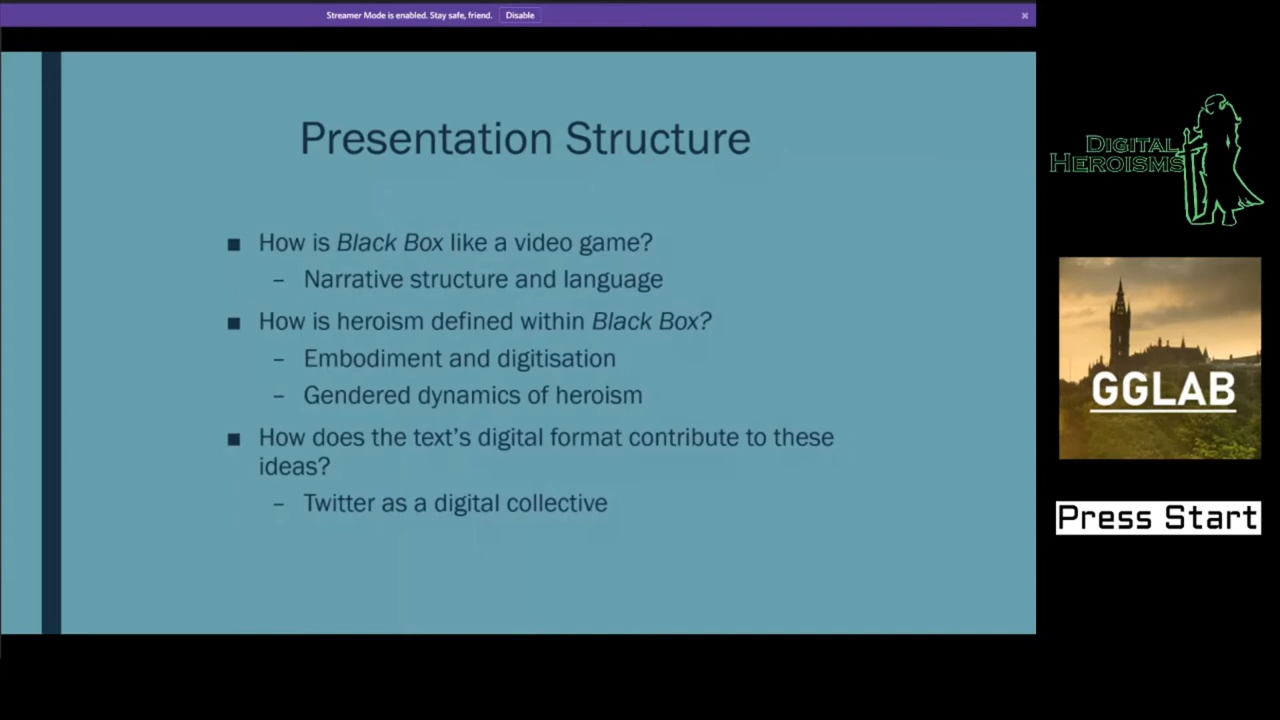 Streamer Mode is enabled. Stay safe, friend. Disable
Presentation Structure
■ How is Black Box like a video game?
– Narrative structure and language
■ How is heroism defined within Black Box?
– Embodiment and digitisation
– Gendered dynamics of heroism
■ How does the text's digital format contribute to these
ideas?
– Twitter as a digital collective
DIGITAL
HEROISMS
GGLAB
Press Start